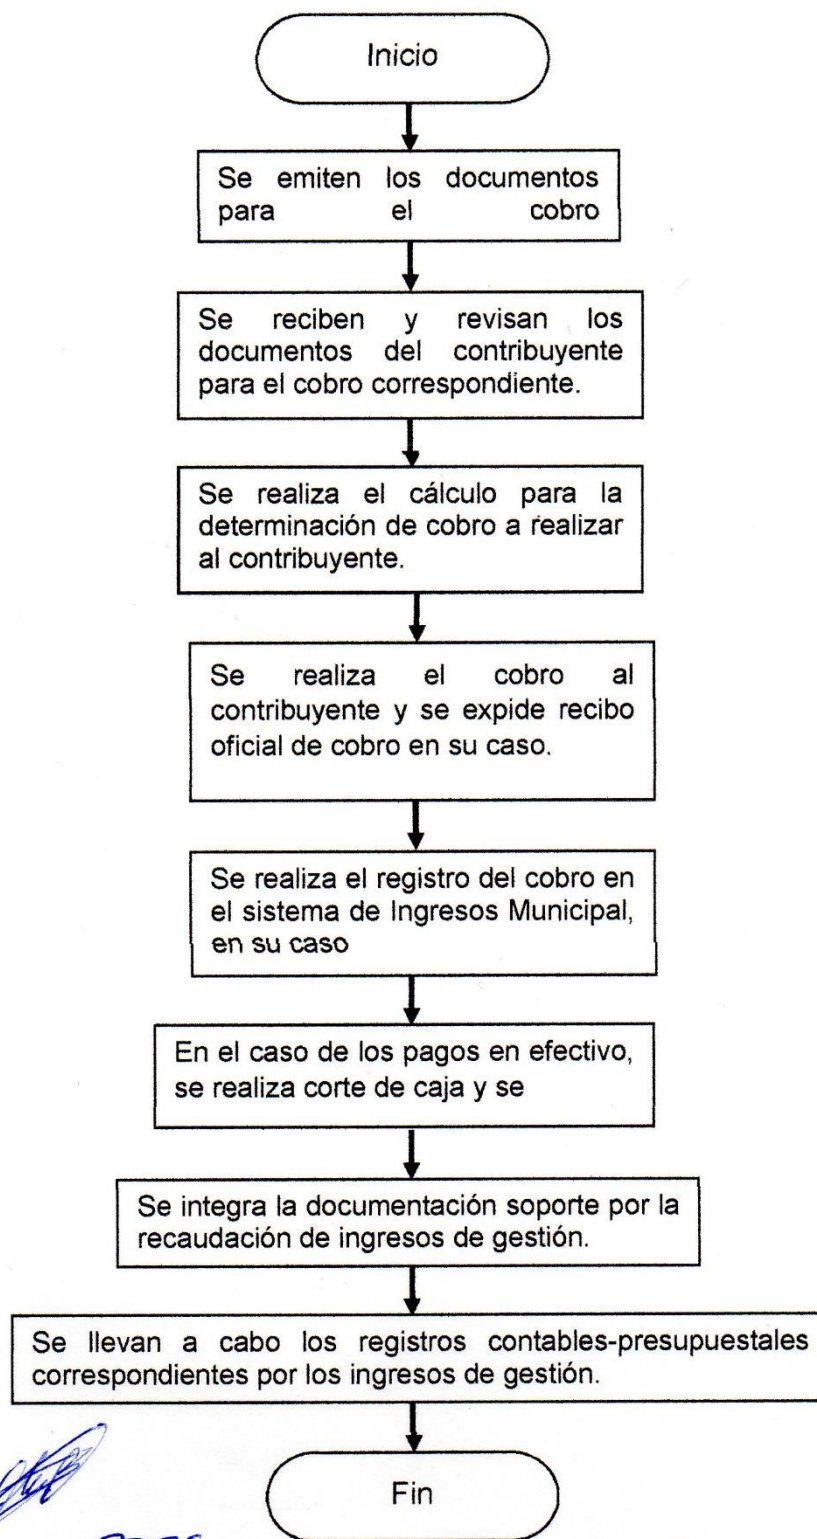 Inicio
Se emiten los documentos
para el cobro
Se reciben y revisan los
documentos del contribuyente
para el cobro correspondiente.
Se realiza el cálculo para la
determinación de cobro a realizar
al contribuyente.
Se realiza el cobro al
contribuyente y se expide recibo
oficial de cobro en su caso.
Se realiza el registro del cobro en
el sistema de Ingresos Municipal,
en su caso
En el caso de los pagos en efectivo,
se realiza corte de caja y se
Se integra la documentación soporte por la
recaudación de ingresos de gestión.
Se llevan a cabo los registros contables-presupuestales
correspondientes por los ingresos de gestión.
Fin